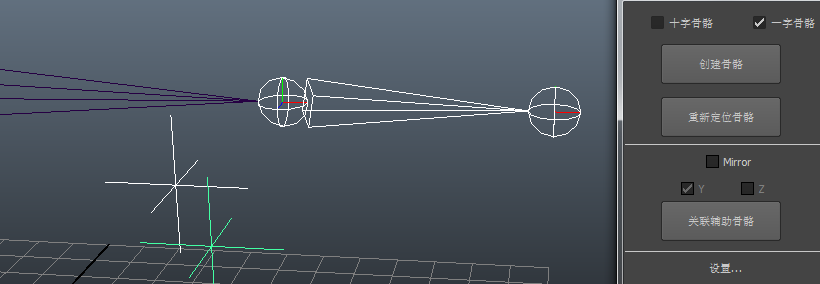 十字骨骼 一字骨骼
创建骨骼
重新定位骨骼
Mirror
Y Z
关联辅助骨骼
设置...